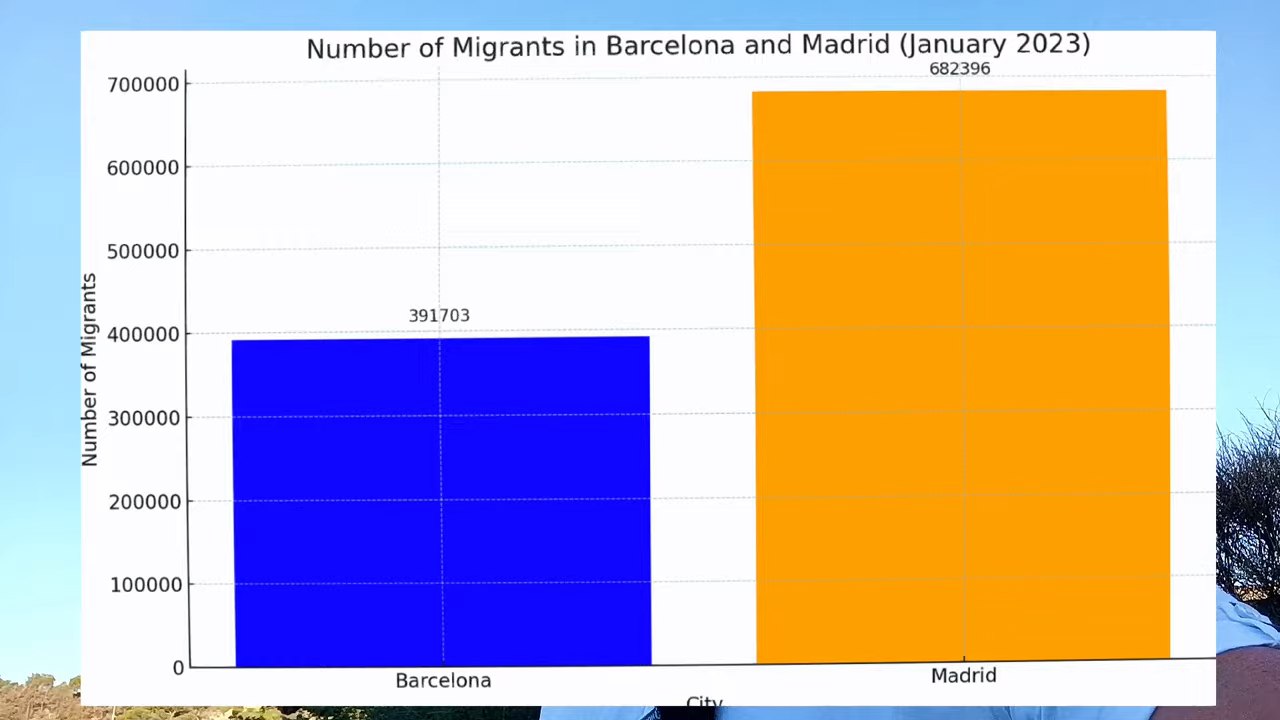 Number of Migrants in Barcelona and Madrid (January 2023)
682396
700000
600000
500000
391703
400000
300000
200000
100000
0
Number of Migrants
Barcelona
Madrid
City